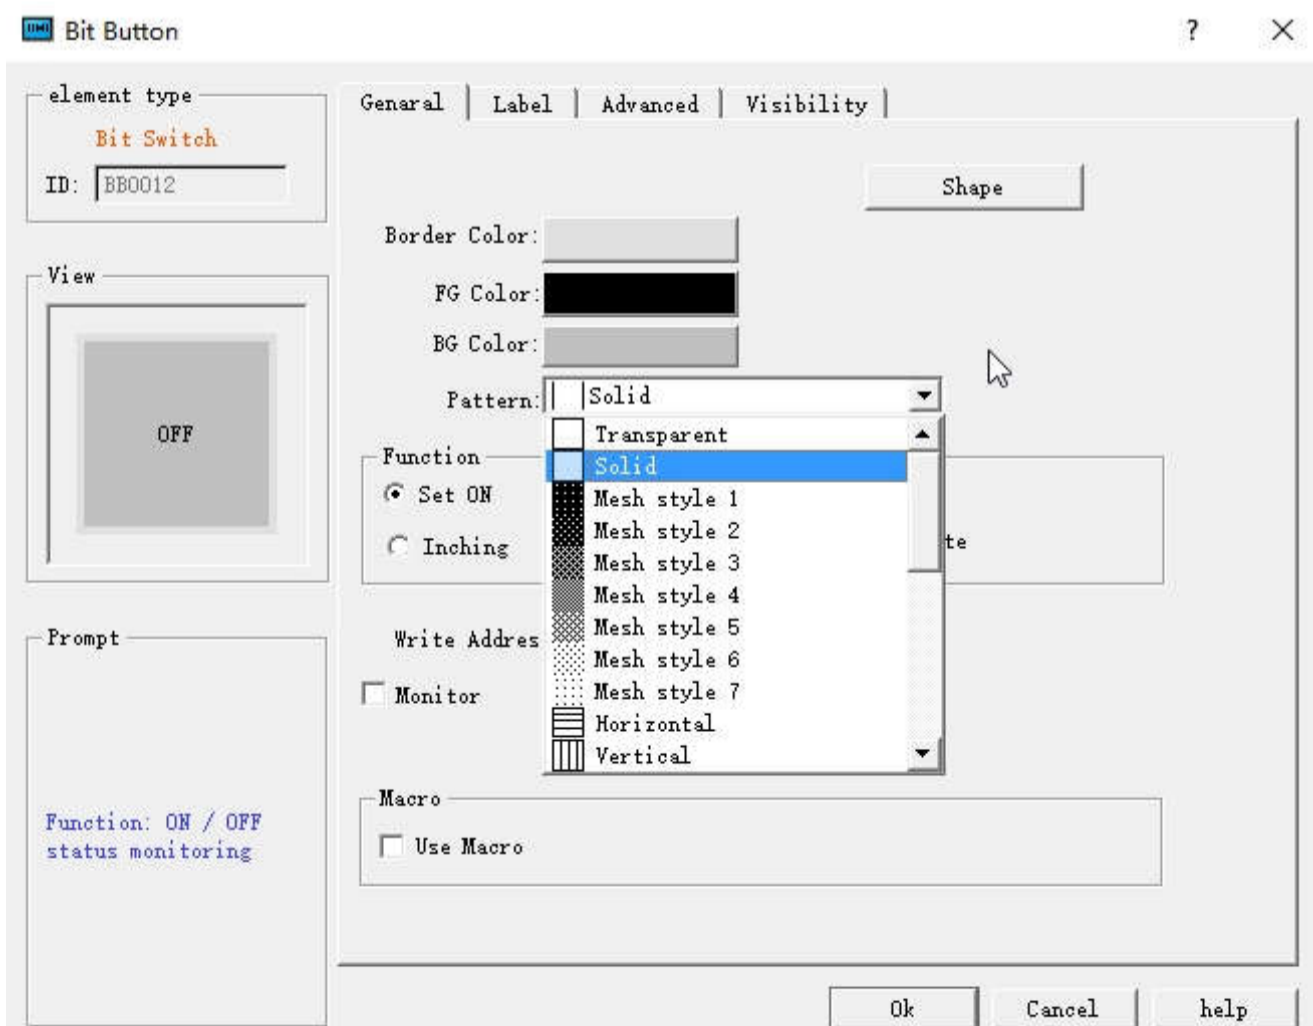 Bit Button
?
element type
Bit Switch
ID: BB0012
View
OFF
Prompt
Function: ON / OFF
status monitoring
Genaral Label Advanced Visibility
Shape
Border Color:
FG Color:
BG Color:
Pattern: Solid
Transparent
Solid
Mesh style 1
Mesh style 2
Mesh style 3
Mesh style 4
Mesh style 5
Mesh style 6
Mesh style 7
Horizontal
Vertical
Function
Set ON
Inching
te
Write Addres
Monitor
Macro
Use Macro
Ok Cancel help